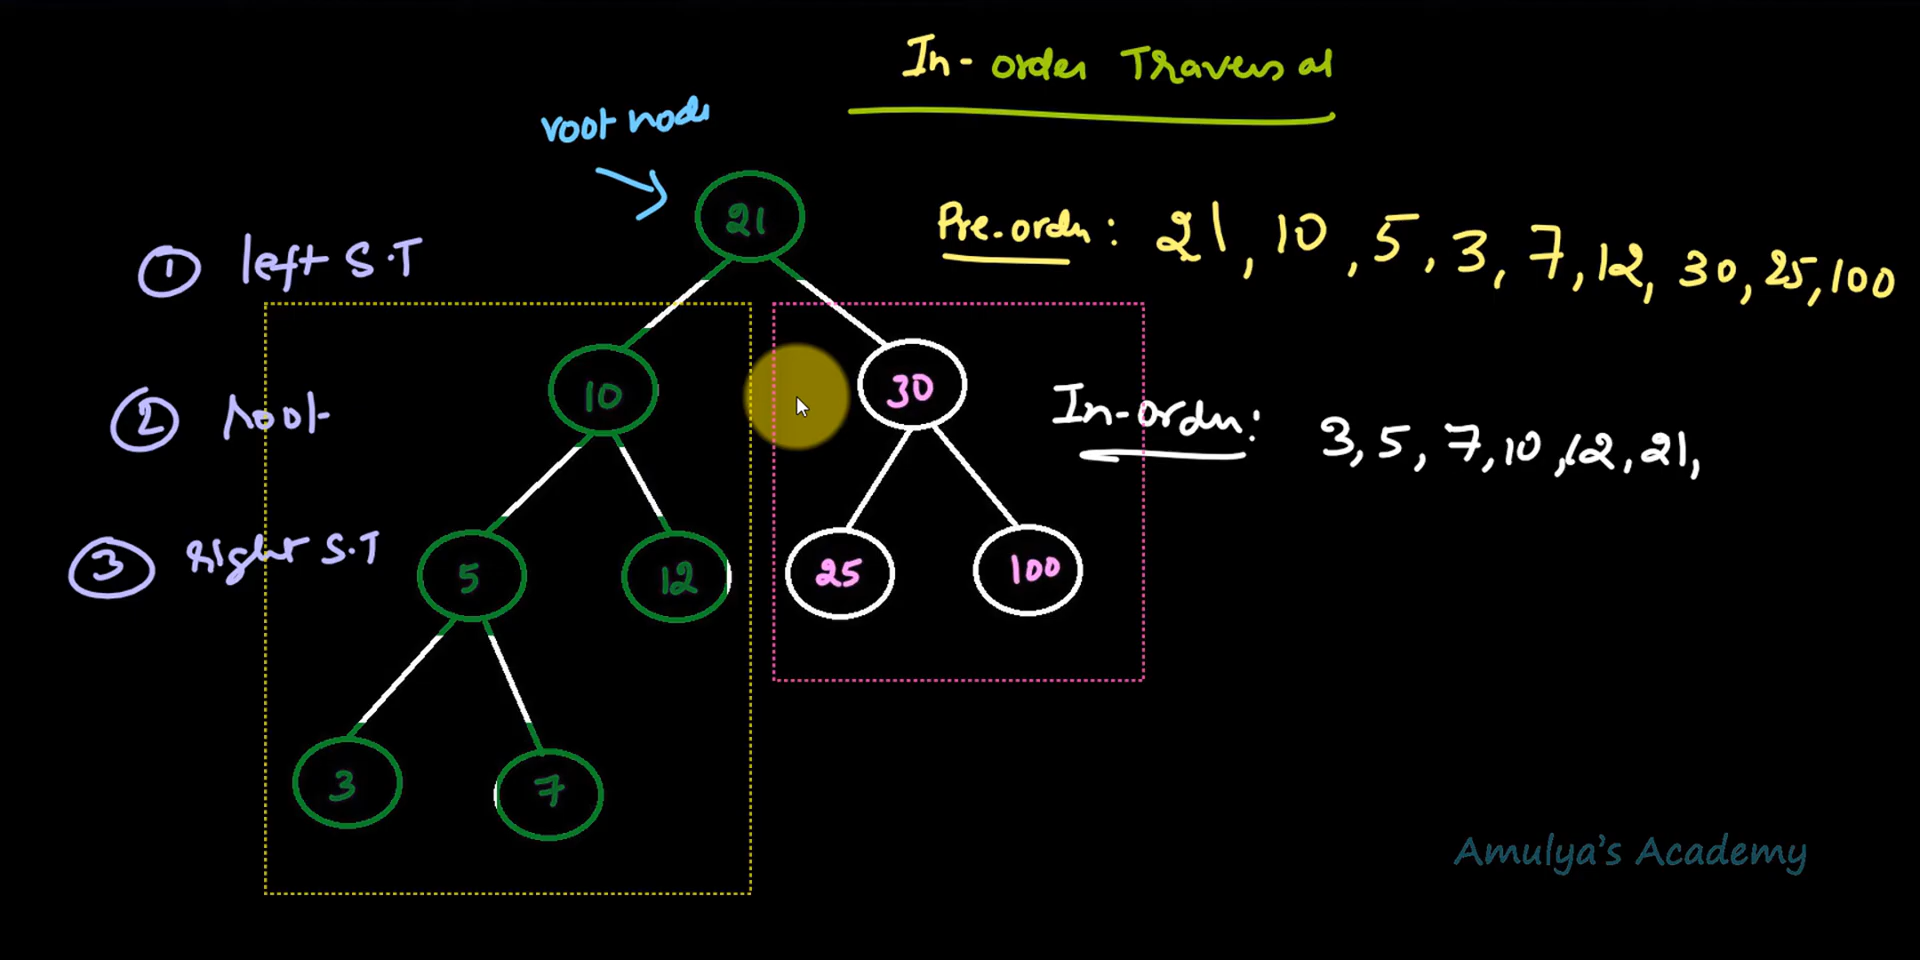 In-order Traversal
root node
21
Pre-order: 21, 10, 5, 3, 7, 12, 30, 25, 100
① left S.T
10
30
In-order: 3, 5, 7, 10, 12, 21,
② root
③ right S.T
5
12
25
100
3
7
Amulya's Academy